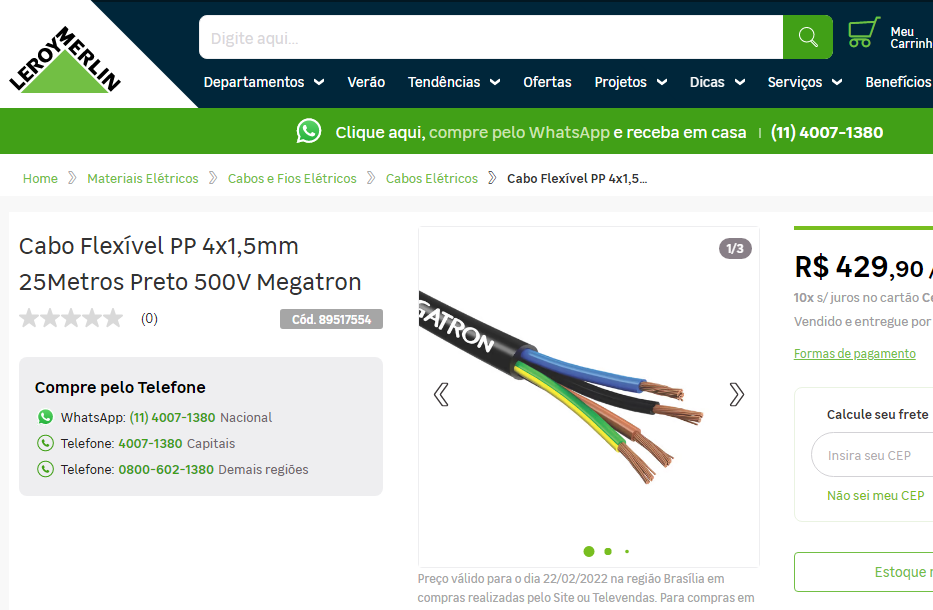 LEROY MERLIN
Digite aqui...
Meu
Carrinh
Departamentos
Verão
Tendências
Ofertas
Projetos
Dicas
Serviços
Benefícios
Clique aqui, compre pelo WhatsApp e receba em casa | (11) 4007-1380
Home
Materiais Elétricos
Cabos e Fios Elétricos
Cabos Elétricos
Cabo Flexível PP 4x1,5...
Cabo Flexível PP 4x1,5mm
25Metros Preto 500V Megatron
(0)
Cód. 89517554
Compre pelo Telefone
WhatsApp: (11) 4007-1380 Nacional
Telefone: 4007-1380 Capitais
Telefone: 0800-602-1380 Demais regiões
1/3
GATRON
Preço válido para o dia 22/02/2022 na região Brasília em
compras realizadas pelo Site ou Televendas. Para compras em
R$ 429,90 /
10x s/ juros no cartão Ce
Vendido e entregue por
Formas de pagamento
Calcule seu frete
Insira seu CEP
Não sei meu CEP
Estoque